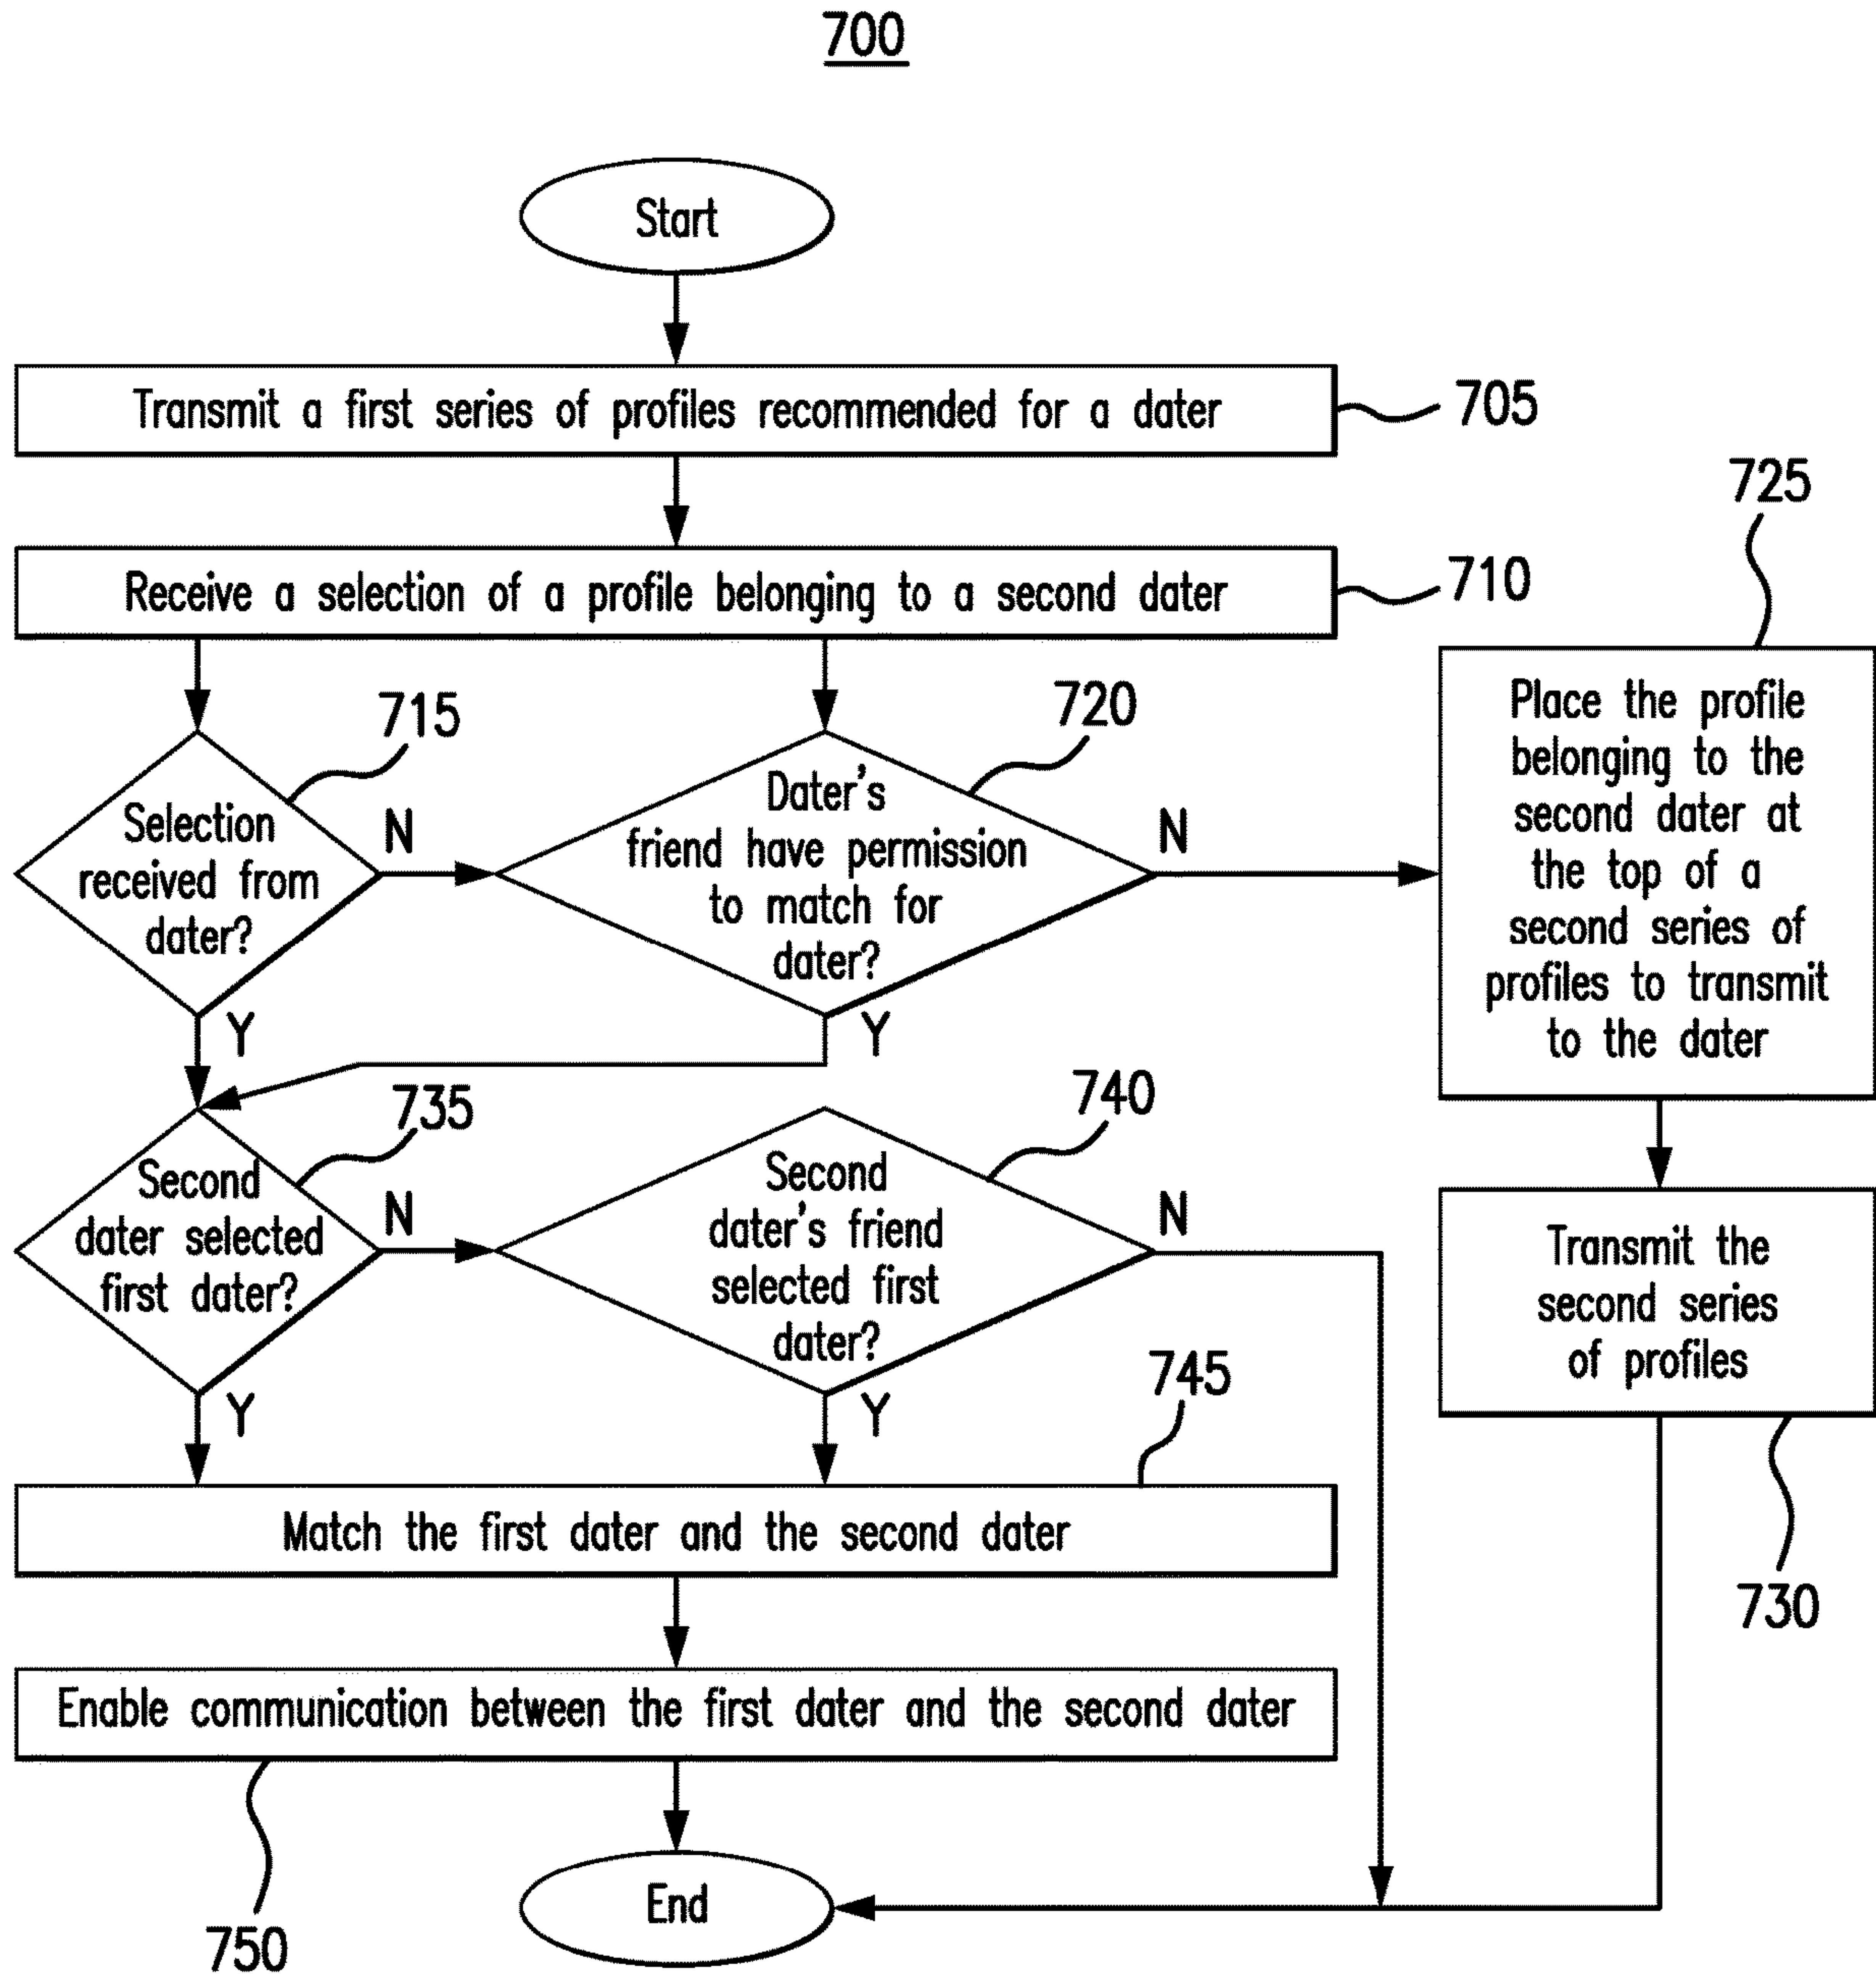 700
Start
Transmit a first series of profiles recommended for a dater
705
Receive a selection of a profile belonging to a second dater
710
715
Selection
received from
dater?
N
Y
720
Dater's
friend have permission
to match for
dater?
N
Y
725
Place the profile
belonging to the
second dater at
the top of a
second series of
profiles to transmit
to the dater
735
Second
dater selected
first dater?
N
Y
740
Second
dater's friend
selected first
dater?
N
Y
Transmit the
second series
of profiles
730
745
Match the first dater and the second dater
Enable communication between the first dater and the second dater
750
End